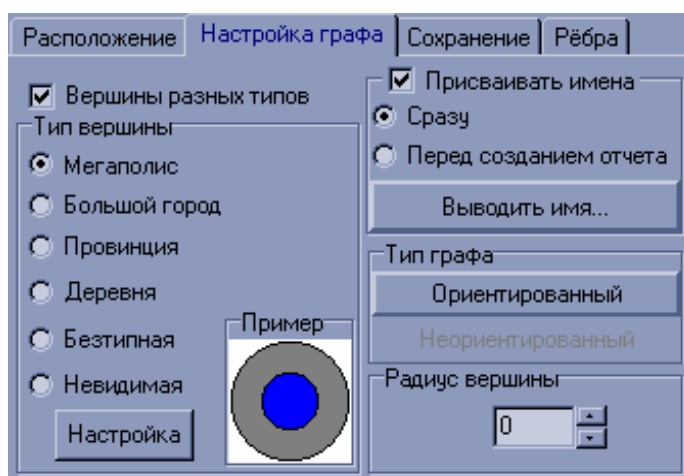 Расположение
Настройка графа
Сохранение
Рёбра
Вершины разных типов
Тип вершины
Мегаполис
Большой город
Провинция
Деревня
Безтипная
Невидимая
Настройка
Пример
Присваивать имена
Сразу
Перед созданием отчета
Выводить имя...
Тип графа
Ориентированный
Неориентированный
Радиус вершины
0